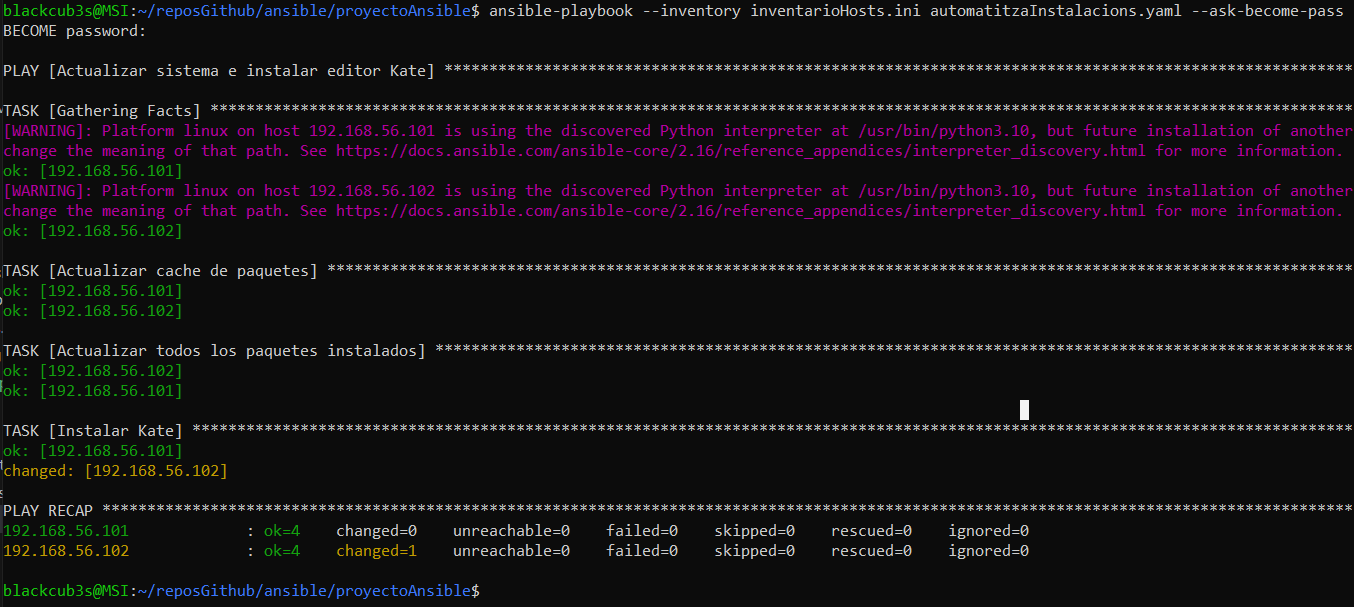 blackcub3s@MSI:~/reposGithub/ansible/proyectoAnsible$ ansible-playbook --inventory inventarioHosts.ini automatitzaInstalacions.yaml --ask-become-pass
BECOME password:
PLAY [Actualizar sistema e instalar editor Kate] *****************************************************************************************************
TASK [Gathering Facts] *******************************************************************************************************************************
[WARNING]: Platform linux on host 192.168.56.101 is using the discovered Python interpreter at /usr/bin/python3.10, but future installation of another
change the meaning of that path. See https://docs.ansible.com/ansible-core/2.16/reference_appendices/interpreter_discovery.html for more information.
ok: [192.168.56.101]
[WARNING]: Platform linux on host 192.168.56.102 is using the discovered Python interpreter at /usr/bin/python3.10, but future installation of another
change the meaning of that path. See https://docs.ansible.com/ansible-core/2.16/reference_appendices/interpreter_discovery.html for more information.
ok: [192.168.56.102]
TASK [Actualizar cache de paquetes] ******************************************************************************************************************
ok: [192.168.56.101]
ok: [192.168.56.102]
TASK [Actualizar todos los paquetes instalados] ******************************************************************************************************
ok: [192.168.56.102]
ok: [192.168.56.101]
TASK [Instalar Kate] *********************************************************************************************************************************
ok: [192.168.56.101]
changed: [192.168.56.102]
PLAY RECAP *******************************************************************************************************************************************
192.168.56.101             : ok=4    changed=0    unreachable=0    failed=0    skipped=0    rescued=0    ignored=0
192.168.56.102             : ok=4    changed=1    unreachable=0    failed=0    skipped=0    rescued=0    ignored=0
blackcub3s@MSI:~/reposGithub/ansible/proyectoAnsible$